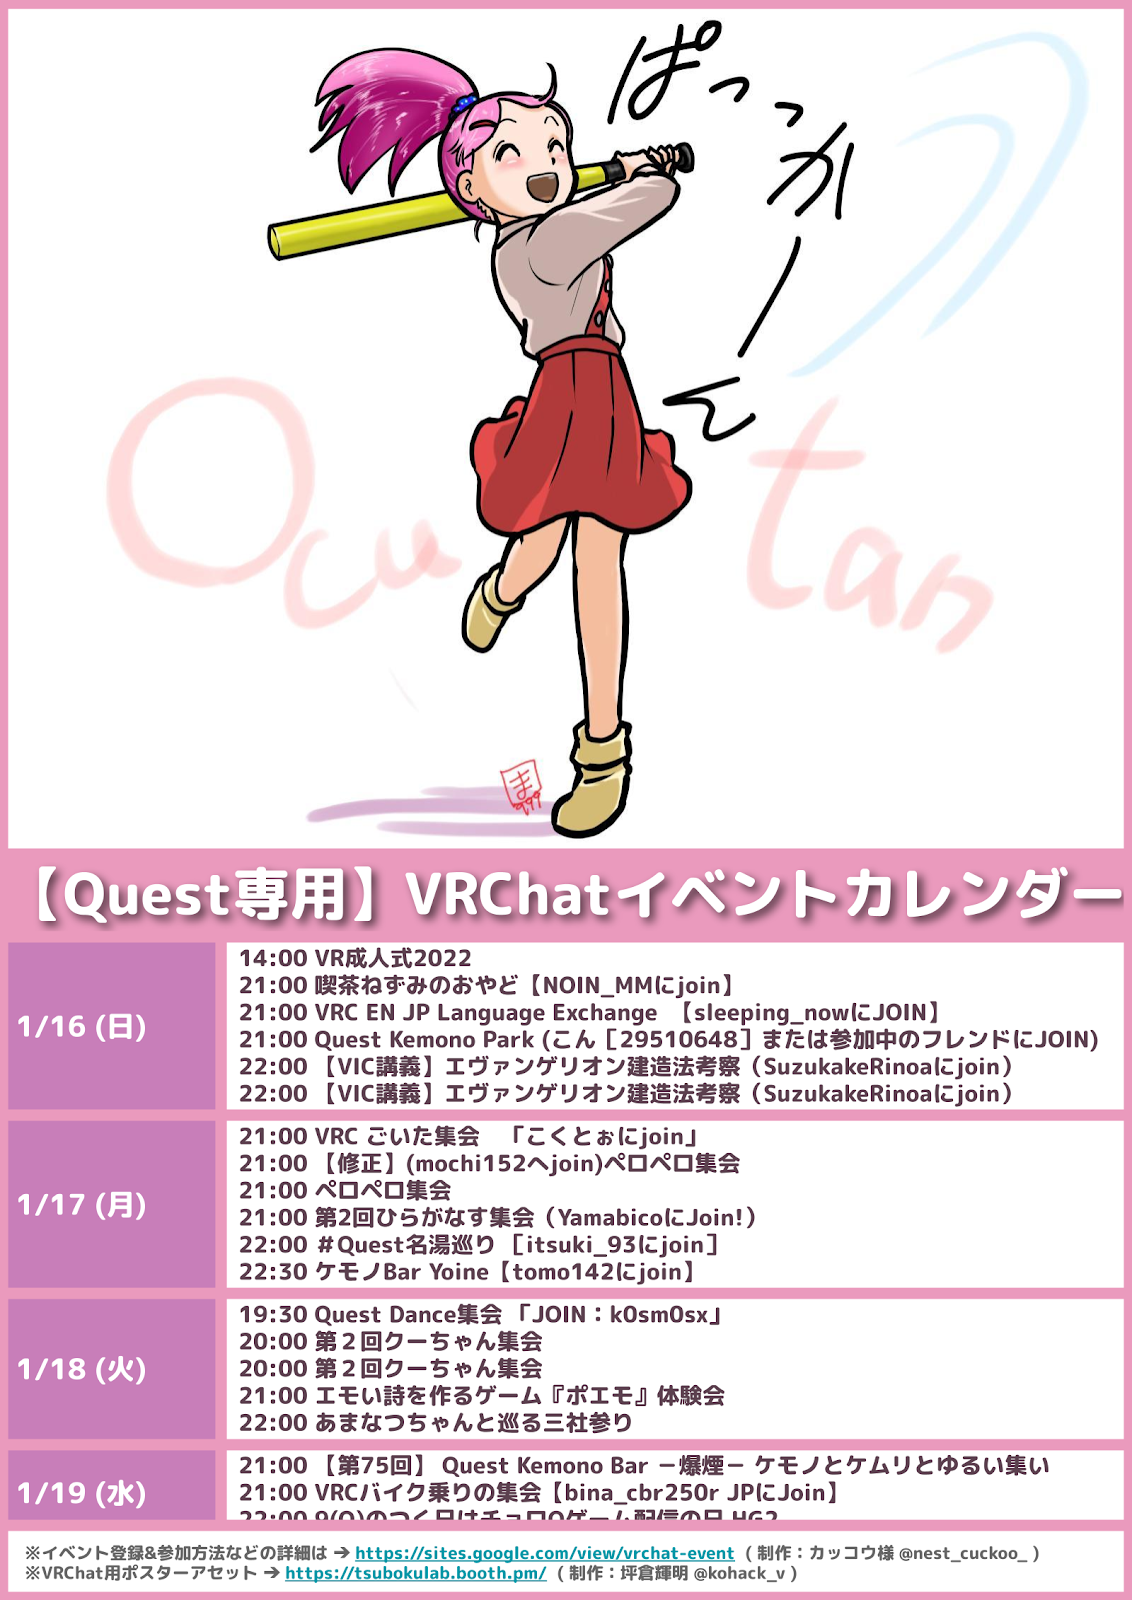 ぱっっかーん
Ocutan
ま
999
【Quest専用】VRChatイベントカレンダー
1/16 (日)
14:00 VR成人式2022
21:00 喫茶ねずみのおやど【NOIN_MMにjoin】
21:00 VRC EN JP Language Exchange 【sleeping_nowにJOIN】
21:00 Quest Kemono Park (こん［29510648］または参加中のフレンドにJOIN)
22:00 【VIC講義】エヴァンゲリオン建造法考察（SuzukakeRinoaにjoin）
22:00 【VIC講義】エヴァンゲリオン建造法考察（SuzukakeRinoaにjoin）
1/17 (月)
21:00 VRC ごいた集会　「こくとぉにjoin」
21:00 【修正】(mochi152へjoin)ペロペロ集会
21:00 ペロペロ集会
21:00 第2回ひらがなす集会（YamabicoにJoin!）
22:00 ＃Quest名湯巡り ［itsuki_93にjoin］
22:30 ケモノBar Yoine【tomo142にjoin】
1/18 (火)
19:30 Quest Dance集会 「JOIN：k0sm0sx」
20:00 第２回クーちゃん集会
20:00 第２回クーちゃん集会
21:00 エモい詩を作るゲーム『ポエモ』体験会
22:00 あまなつちゃんと巡る三社参り
1/19 (水)
21:00 【第75回】 Quest Kemono Bar －爆煙－ ケモノとケムリとゆるい集い
21:00 VRCバイク乗りの集会【bina_cbr250r JPにJoin】
22:00 9(Q)のつく日はチョロQゲーム配信の日 HG2
※イベント登録&参加方法などの詳細は ➔ https://sites.google.com/view/vrchat-event （ 制作：カッコウ様 @nest_cuckoo_ ）
※VRChat用ポスターアセット ➔ https://tsubokulab.booth.pm/ （ 制作：坪倉輝明 @kohack_v ）